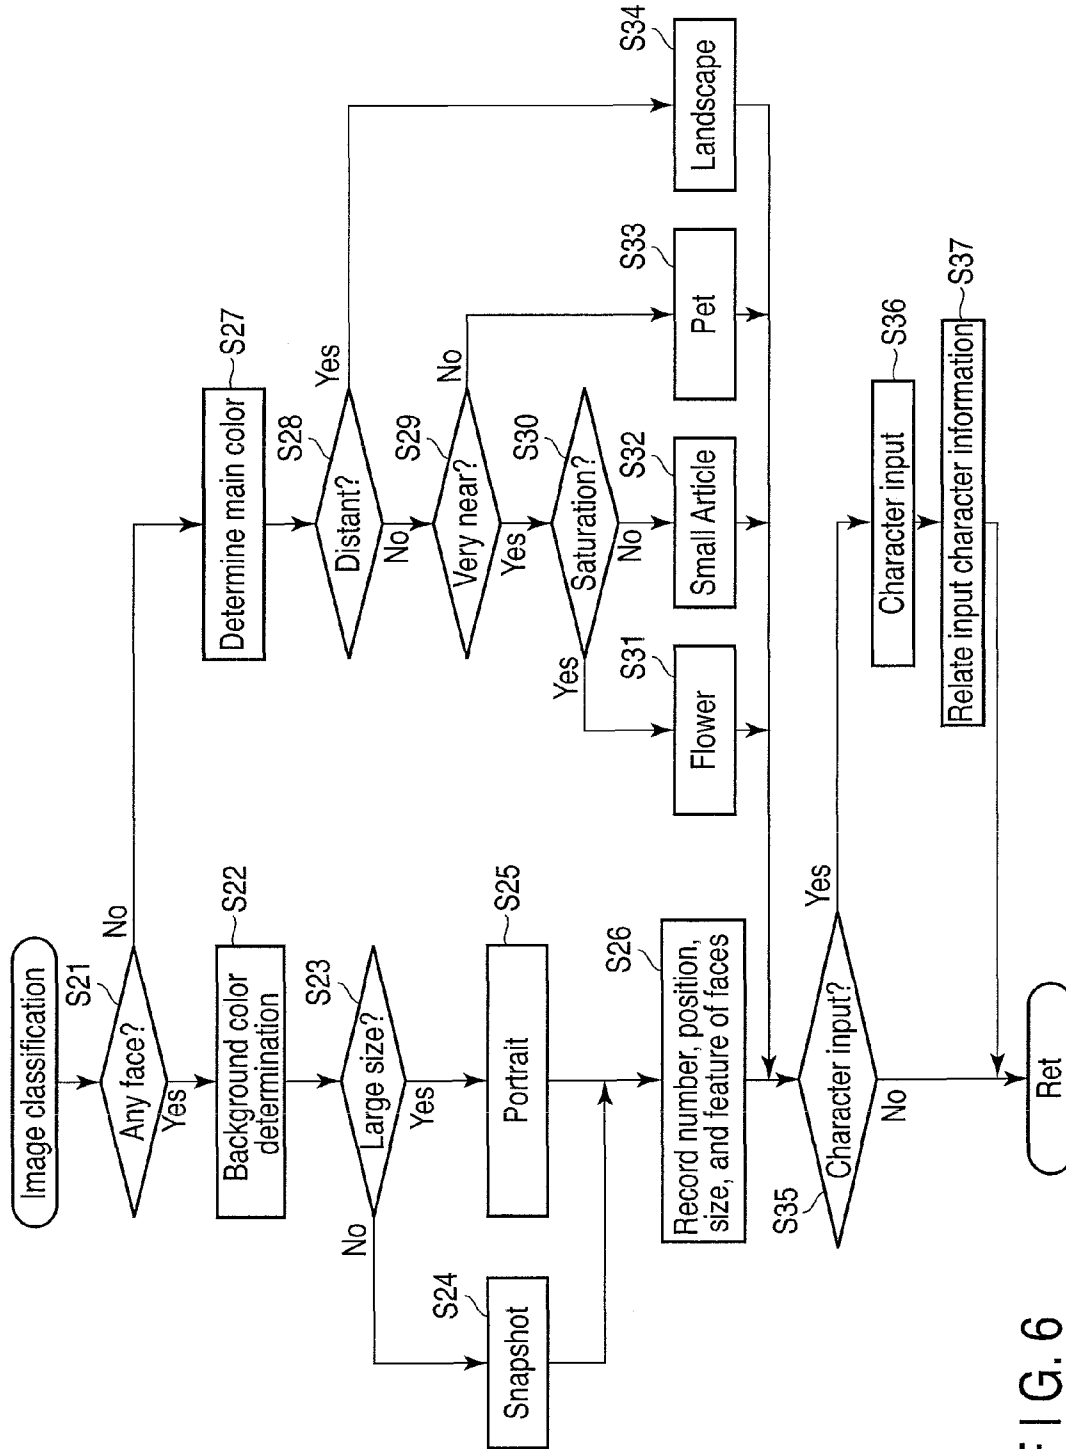 Image classification
S21
Any face?
No
Yes
S22
Background color
determination
S23
Large size?
No
Yes
S24
Snapshot
S25
Portrait
S26
Record number, position,
size, and feature of faces
S27
Determine main color
S28
Distant?
Yes
No
S29
Very near?
No
Yes
S30
Saturation?
Yes
No
S31
Flower
S32
Small Article
S33
Pet
S34
Landscape
S35
Character input?
Yes
No
S36
Character input
S37
Relate input character information
Ret
FIG. 6